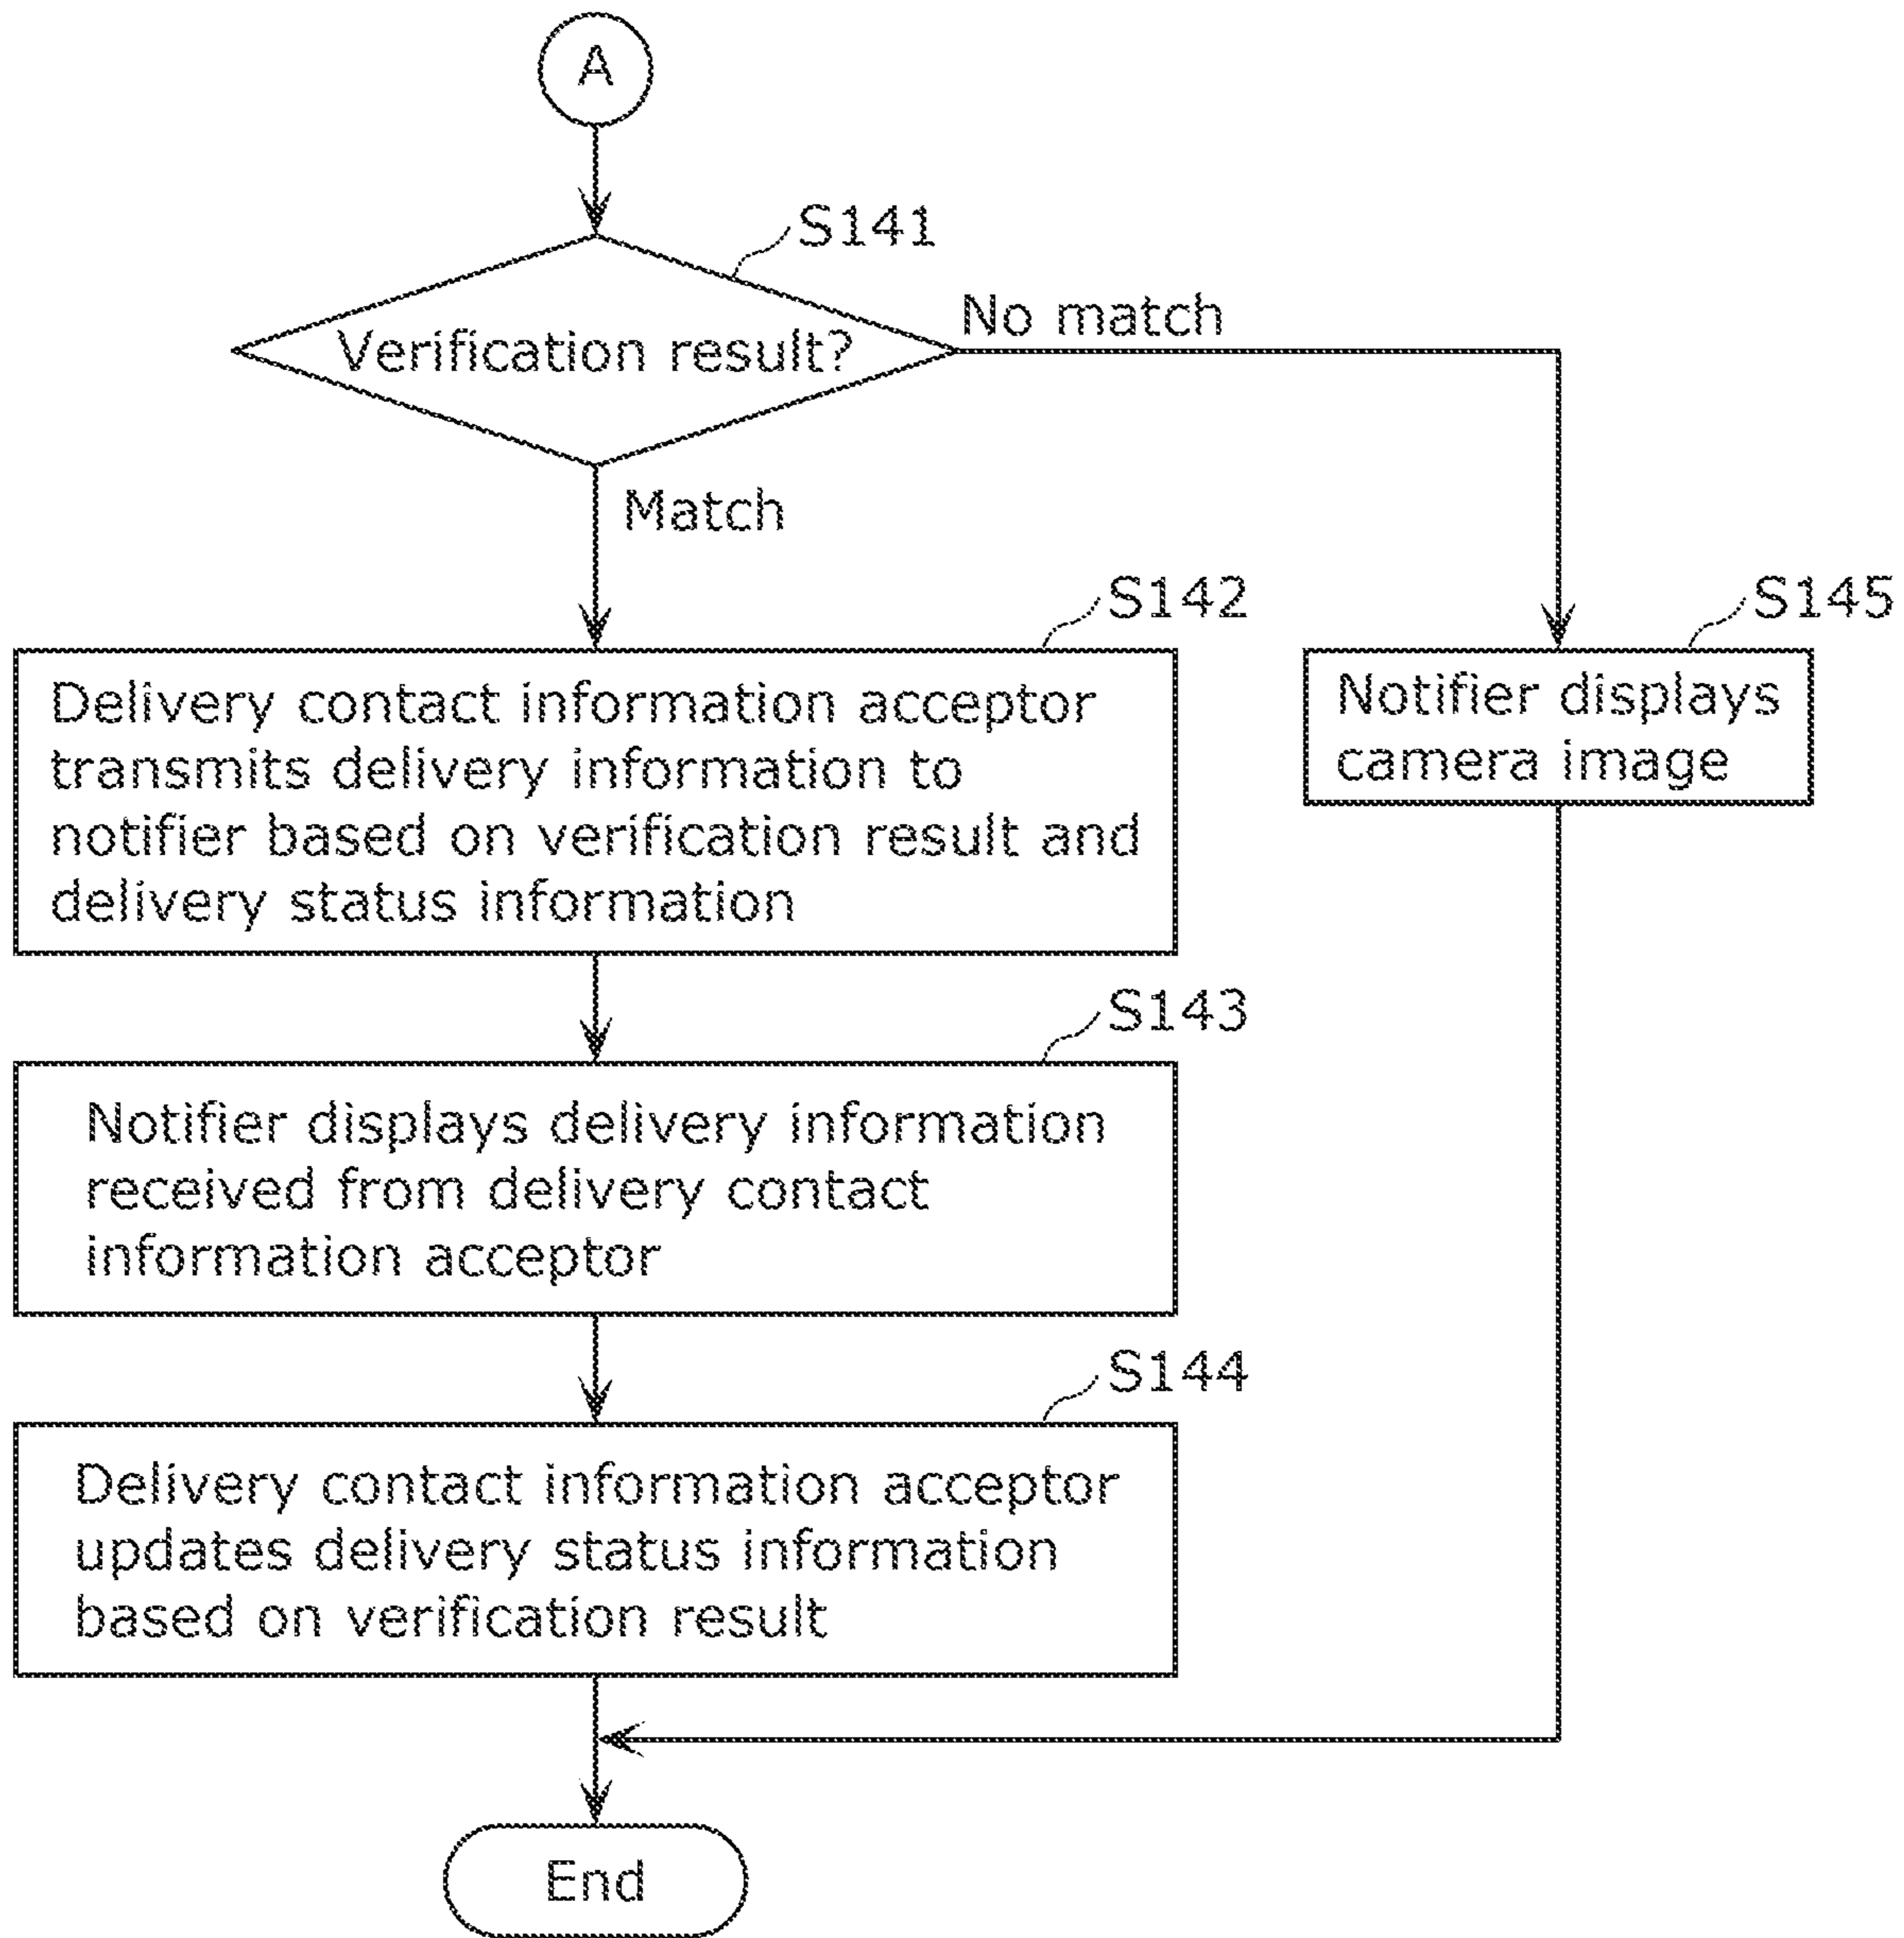 A
S141
Verification result?
No match
Match
S142
Delivery contact information acceptor
transmits delivery information to
notifier based on verification result and
delivery status information
S145
Notifier displays
camera image
S143
Notifier displays delivery information
received from delivery contact
information acceptor
S144
Delivery contact information acceptor
updates delivery status information
based on verification result
End